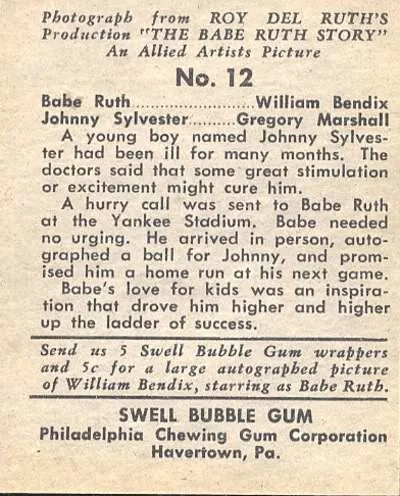 Photograph from ROY DEL RUTH'S
Production "THE BABE RUTH STORY"
An Allied Artists Picture
No. 12
Babe Ruth........................William Bendix
Johnny Sylvester.........Gregory Marshall
A young boy named Johnny Sylves-
ter had been ill for many months. The
doctors said that some great stimulation
or excitement might cure him.
A hurry call was sent to Babe Ruth
at the Yankee Stadium. Babe needed
no urging. He arrived in person, auto-
graphed a ball for Johnny, and prom-
ised him a home run at his next game.
Babe's love for kids was an inspira-
tion that drove him higher and higher
up the ladder of success.
Send us 5 Swell Bubble Gum wrappers
and 5c for a large autographed picture
of William Bendix, starring as Babe Ruth.
SWELL BUBBLE GUM
Philadelphia Chewing Gum Corporation
Havertown, Pa.